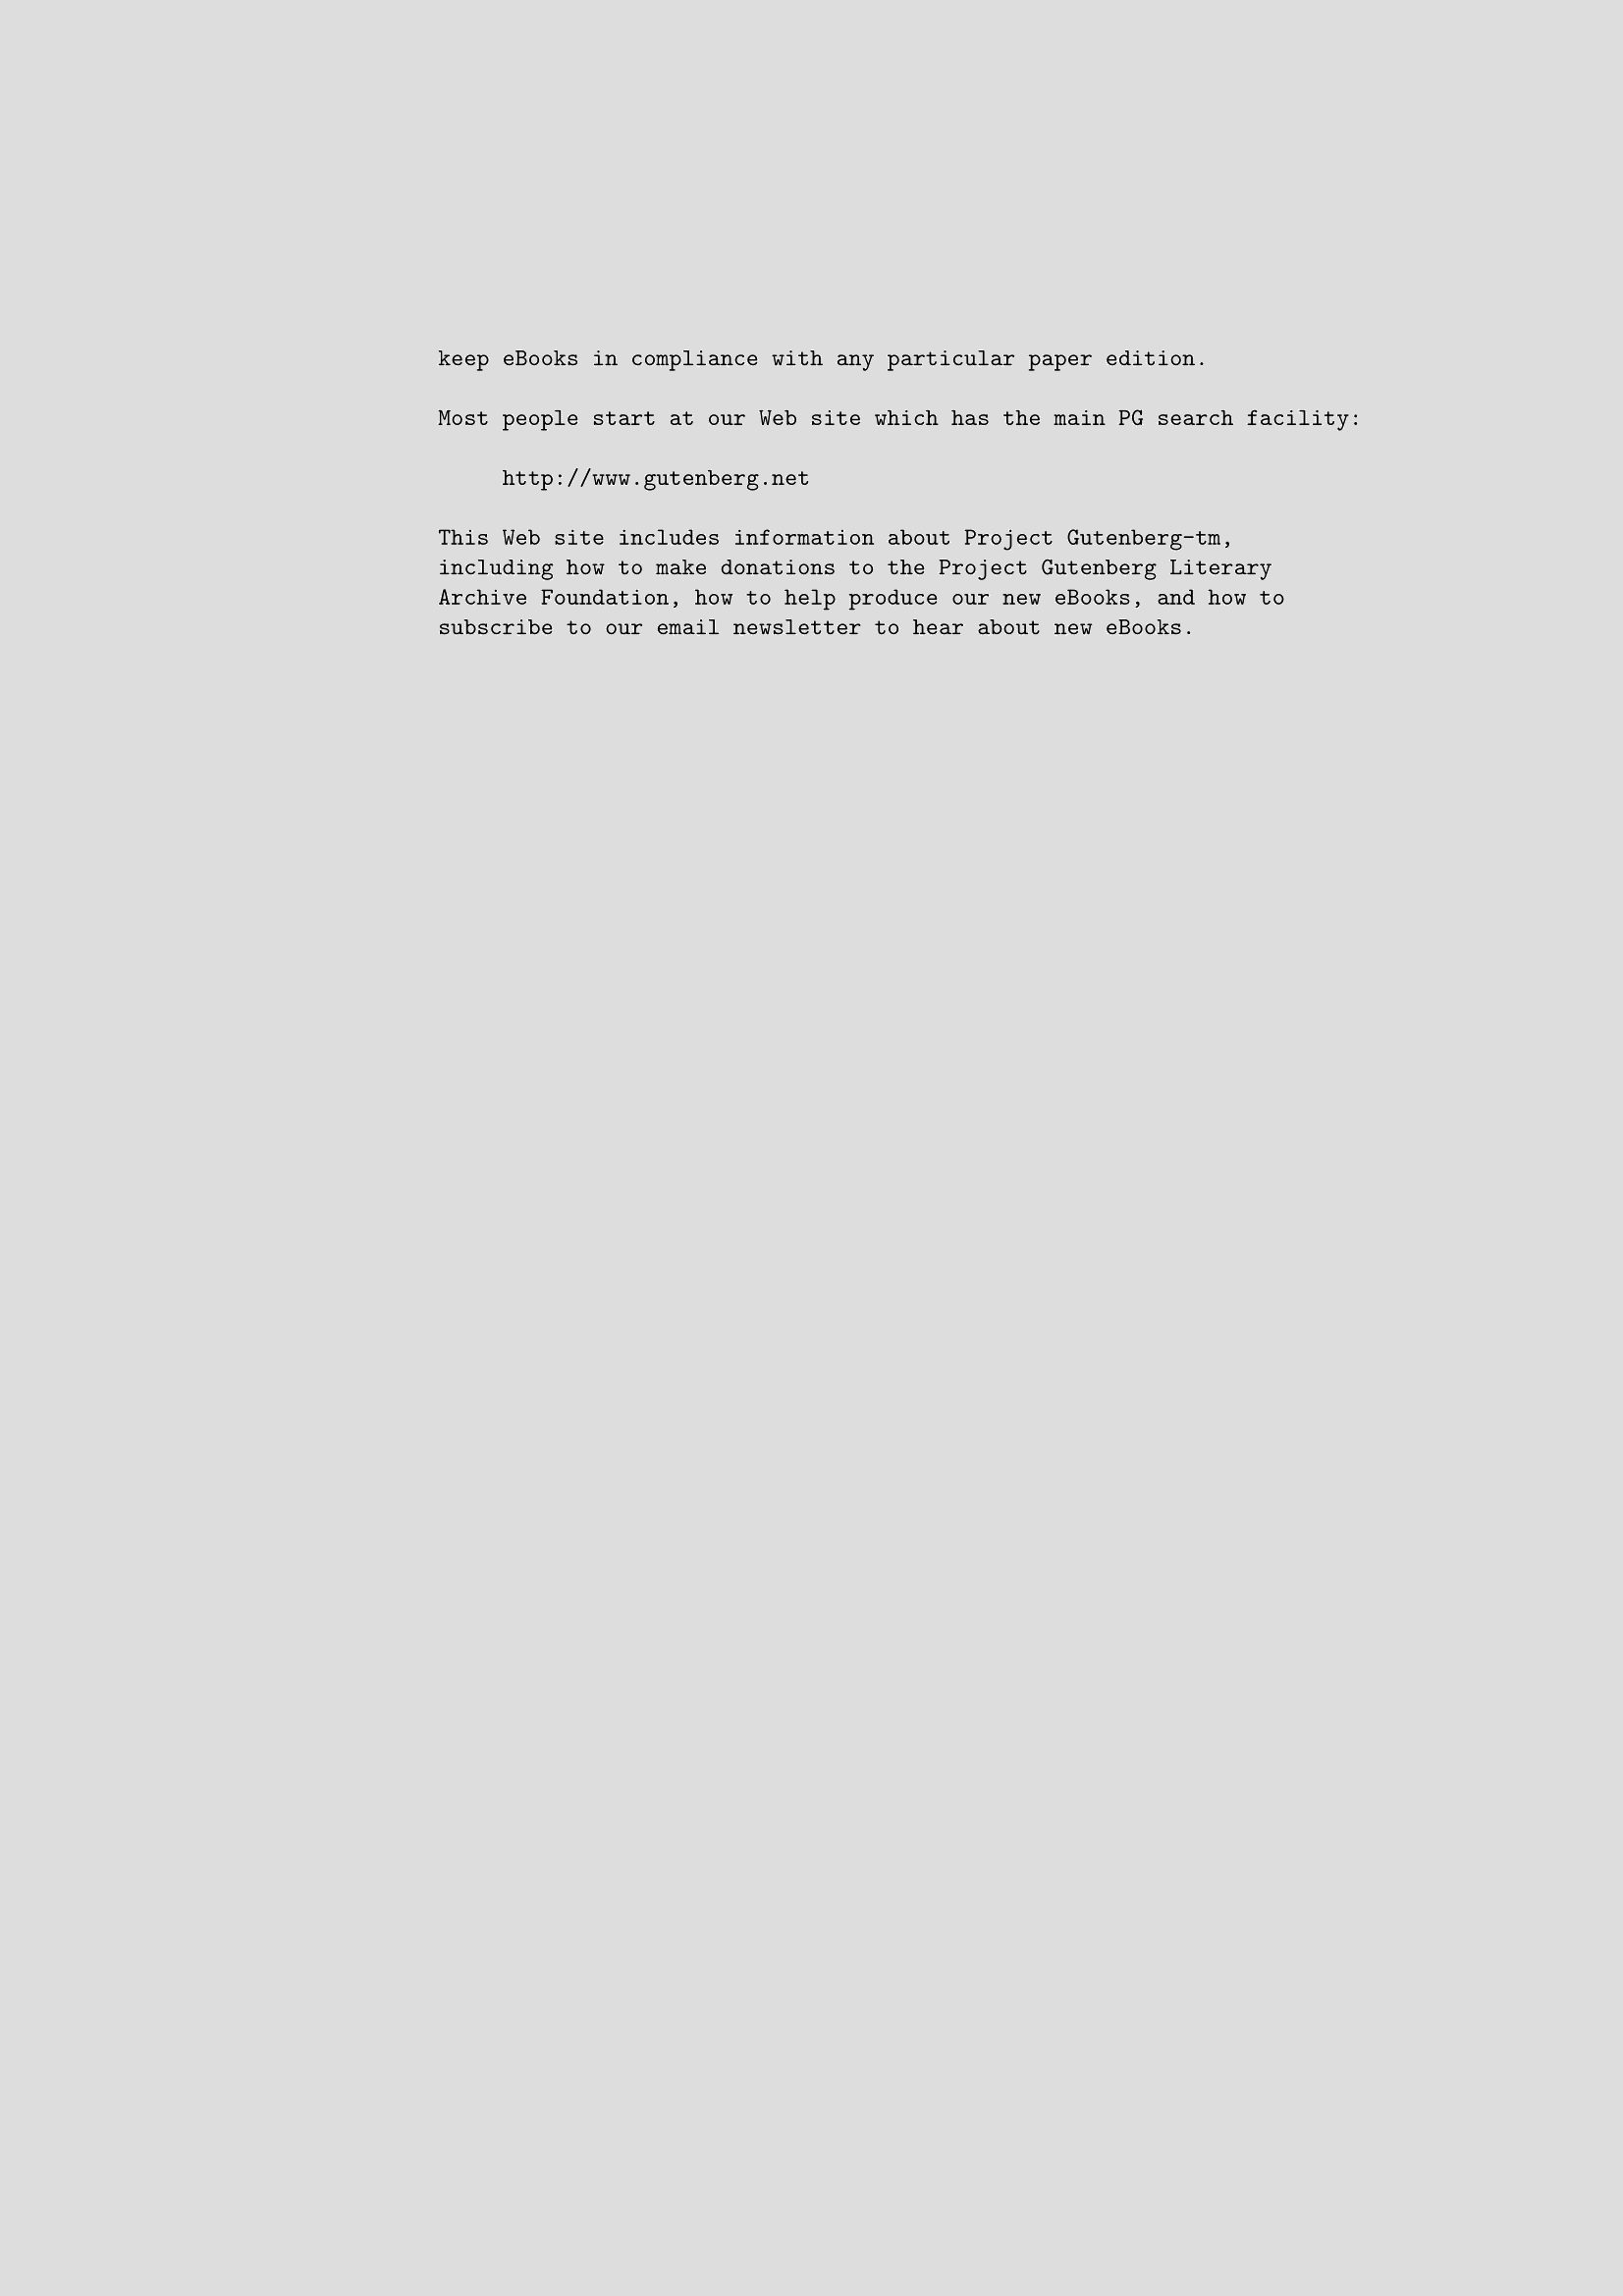 keep eBooks in compliance with any particular paper edition.
Most people start at our Web site which has the main PG search facility:
http://www.gutenberg.net
This Web site includes information about Project Gutenberg-tm,
including how to make donations to the Project Gutenberg Literary
Archive Foundation, how to help produce our new eBooks, and how to
subscribe to our email newsletter to hear about new eBooks.